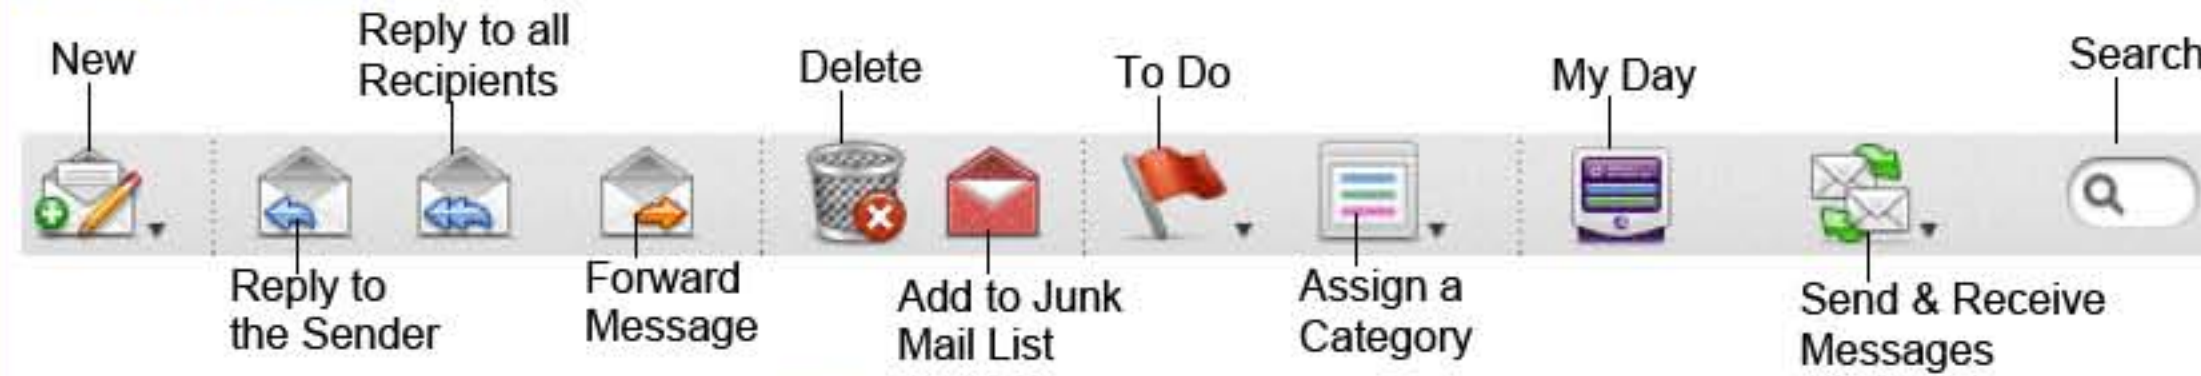 New
Reply to all
Recipients
Delete
To Do
My Day
Search
Reply to
the Sender
Forward
Message
Add to Junk
Mail List
Assign a
Category
Send & Receive
Messages